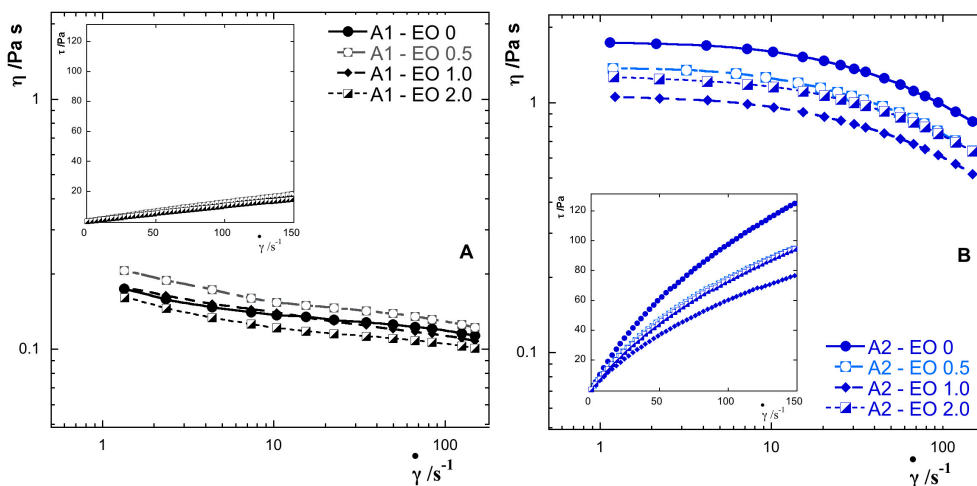 η /Pa s
1
0.1
1
10
100
γ̇ /s⁻¹
A
A1 - EO 0
A1 - EO 0.5
A1 - EO 1.0
A1 - EO 2.0
τ /Pa
120
100
80
60
40
20
0
50
100
150
γ̇ /s⁻¹
η /Pa s
1
0.1
1
10
100
γ̇ /s⁻¹
B
τ /Pa
120
100
80
60
40
20
0
50
100
150
γ̇ /s⁻¹
A2 - EO 0
A2 - EO 0.5
A2 - EO 1.0
A2 - EO 2.0